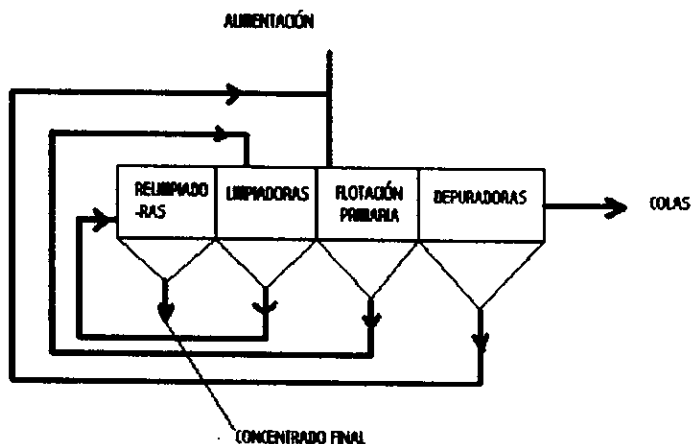 ALIMENTACIÓN
RELIMPIADO
-RAS
LIMPIADORAS
FLOTACIÓN
PRIMARIA
DEPURADORAS
COLAS
CONCENTRADO FINAL